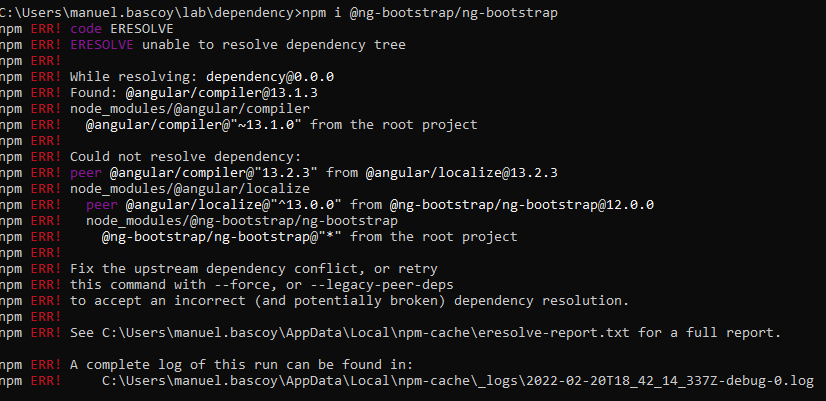 C:\Users\manuel.bascoy\lab\dependency>npm i @ng-bootstrap/ng-bootstrap
npm ERR! code ERESOLVE
npm ERR! ERESOLVE unable to resolve dependency tree
npm ERR!
npm ERR! While resolving: dependency@0.0.0
npm ERR! Found: @angular/compiler@13.1.3
npm ERR! node_modules/@angular/compiler
npm ERR!   @angular/compiler@"~13.1.0" from the root project
npm ERR!
npm ERR! Could not resolve dependency:
npm ERR! peer @angular/compiler@"13.2.3" from @angular/localize@13.2.3
npm ERR! node_modules/@angular/localize
npm ERR!   peer @angular/localize@"^13.0.0" from @ng-bootstrap/ng-bootstrap@12.0.0
npm ERR!   node_modules/@ng-bootstrap/ng-bootstrap
npm ERR!     @ng-bootstrap/ng-bootstrap@"*" from the root project
npm ERR!
npm ERR! Fix the upstream dependency conflict, or retry
npm ERR! this command with --force, or --legacy-peer-deps
npm ERR! to accept an incorrect (and potentially broken) dependency resolution.
npm ERR!
npm ERR! See C:\Users\manuel.bascoy\AppData\Local\npm-cache\eresolve-report.txt for a full report.
npm ERR! A complete log of this run can be found in:
npm ERR!     C:\Users\manuel.bascoy\AppData\Local\npm-cache\_logs\2022-02-20T18_42_14_337Z-debug-0.log